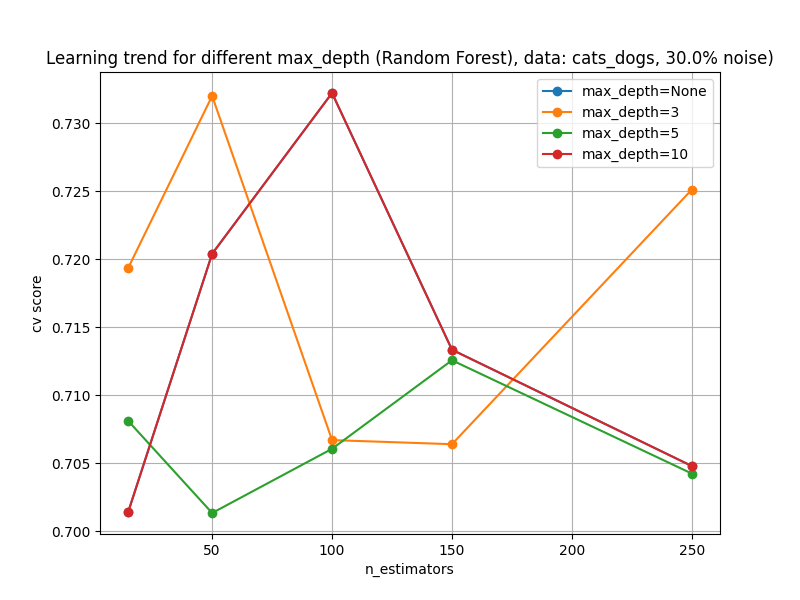 Learning trend for different max_depth (Random Forest), data: cats_dogs, 30.0% noise)
max_depth=None
max_depth=3
max_depth=5
max_depth=10
0.730
0.725
0.720
0.715
0.710
0.705
0.700
cv score
50 100 150 200 250
n_estimators